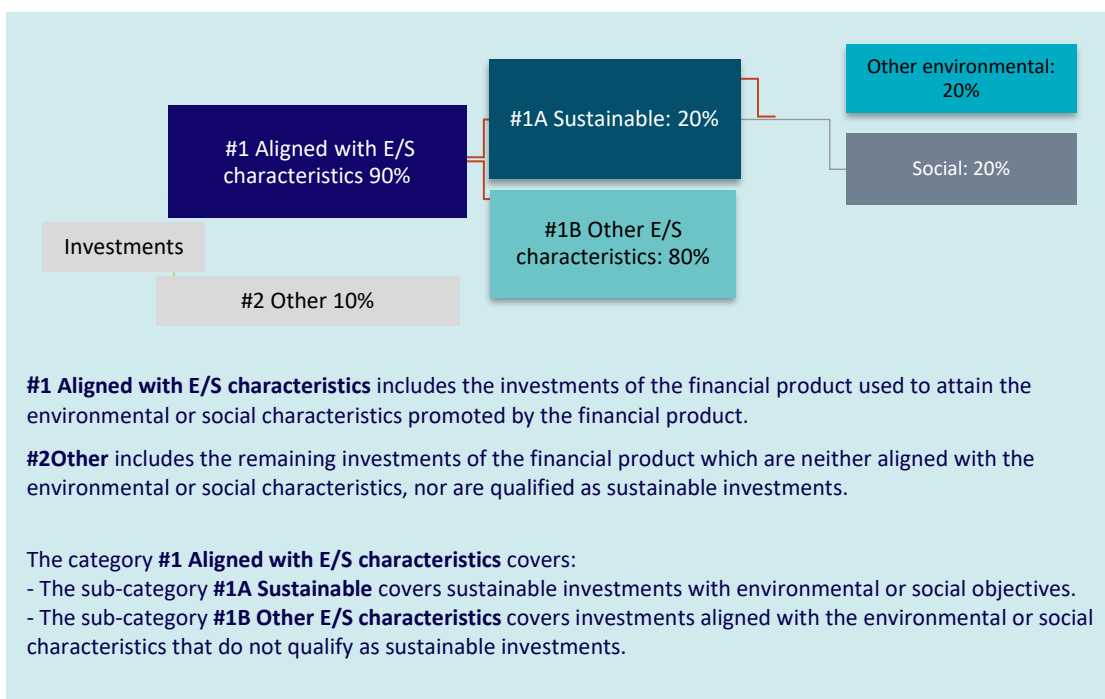 Other environmental:
20%
#1A Sustainable: 20%
#1 Aligned with E/S
characteristics 90%
Social: 20%
#1B Other E/S
characteristics: 80%
Investments
#2 Other 10%
#1 Aligned with E/S characteristics includes the investments of the financial product used to attain the
environmental or social characteristics promoted by the financial product.
#2Other includes the remaining investments of the financial product which are neither aligned with the
environmental or social characteristics, nor are qualified as sustainable investments.
The category #1 Aligned with E/S characteristics covers:
- The sub-category #1A Sustainable covers sustainable investments with environmental or social objectives.
- The sub-category #1B Other E/S characteristics covers investments aligned with the environmental or social
characteristics that do not qualify as sustainable investments.